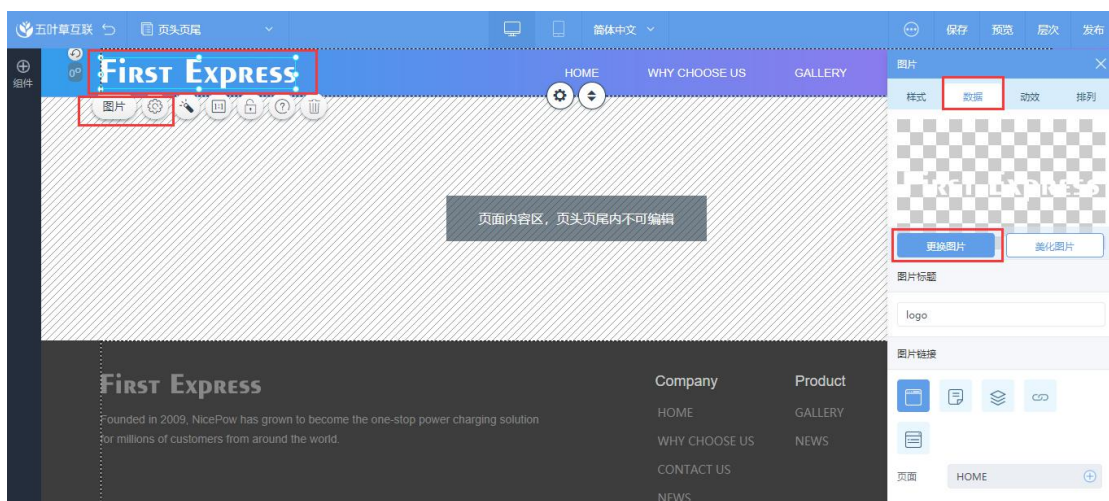 五叶草互联 页头页尾 简体中文 保存 预览 层次 发布
组件
FIRST EXPRESS
HOME WHY CHOOSE US GALLERY
图片
1:1
页面内容区，页头页尾内不可编辑
FIRST EXPRESS
Founded in 2009, NicePow has grown to become the one-stop power charging solution
for millions of customers from around the world.
Company
HOME
WHY CHOOSE US
CONTACT US
NEWS
Product
GALLERY
NEWS
图片
样式 数据 动效 排列
FIRST EXPRESS
更换图片 美化图片
图片标题
logo
图片链接
页面 HOME